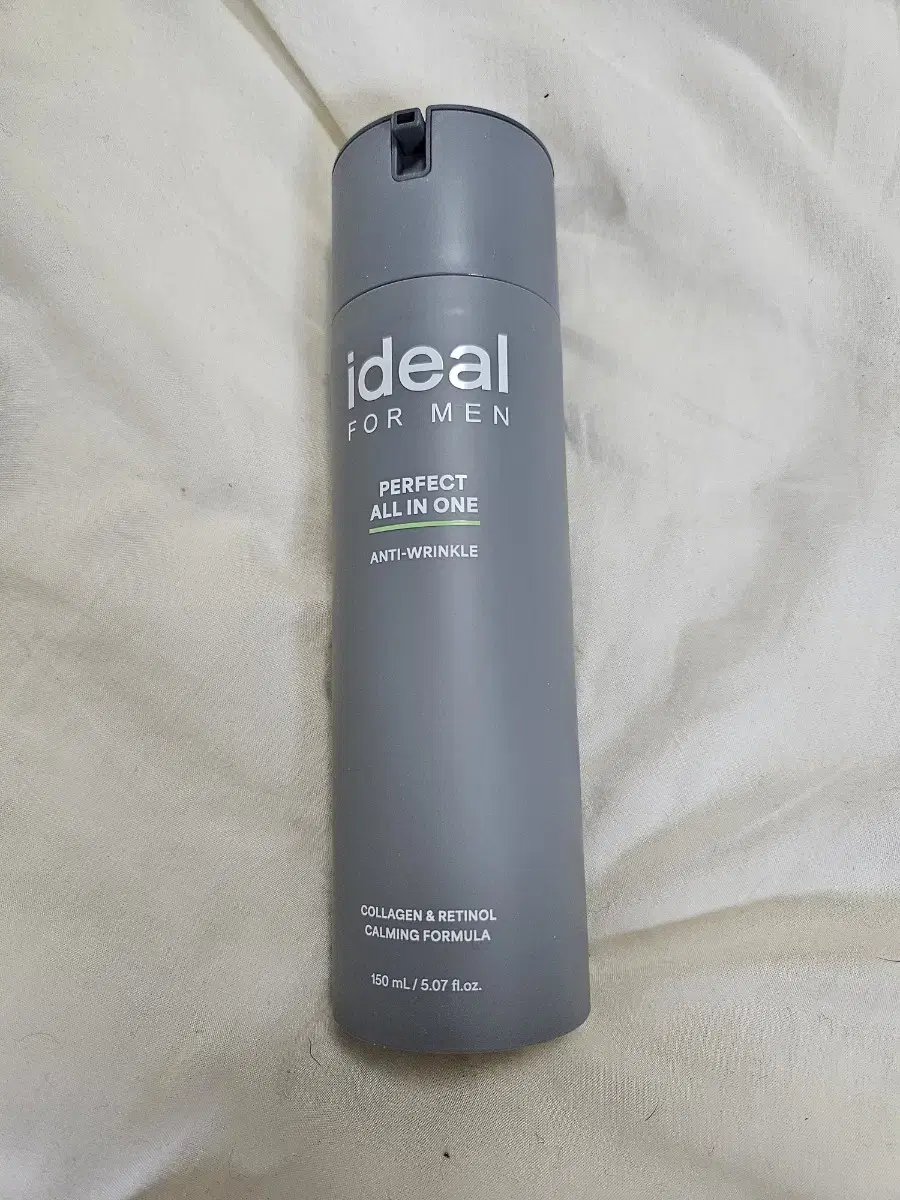 ideal
FOR MEN
PERFECT
ALL IN ONE
ANTI-WRINKLE
COLLAGEN & RETINOL
CALMING FORMULA
150 mL / 5.07 fl.oz.